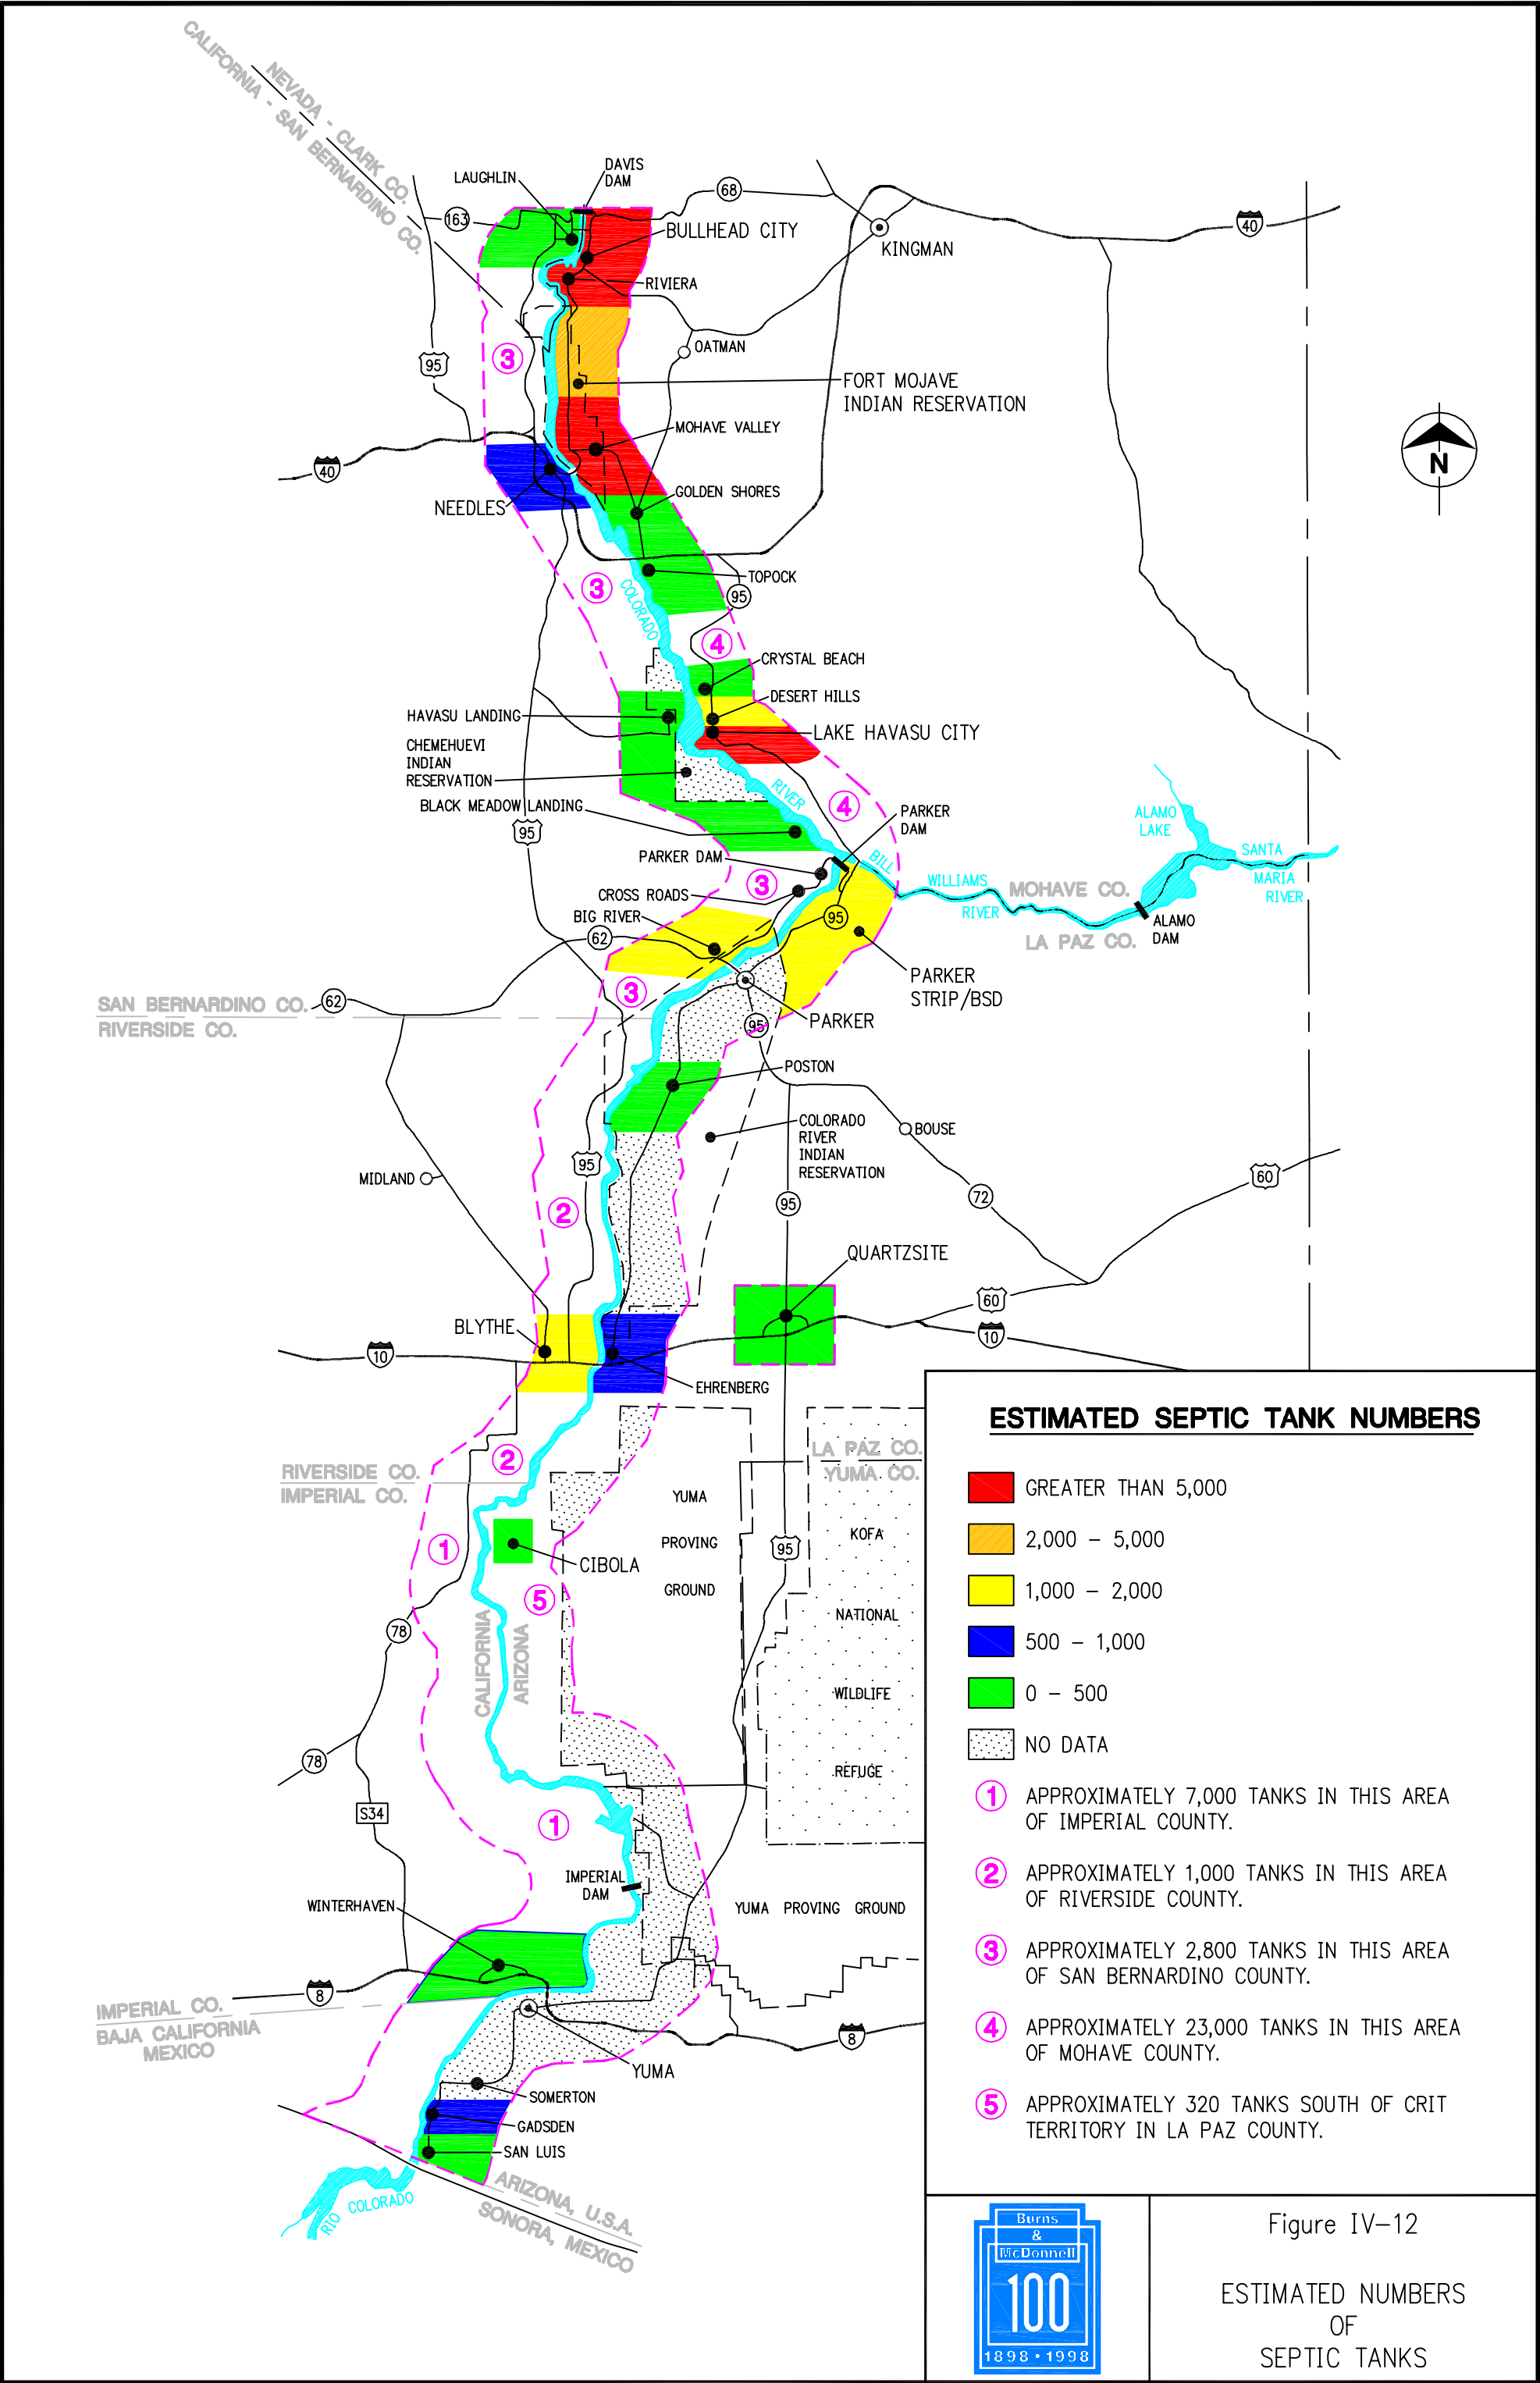 NEVADA - CLARK CO.
CALIFORNIA - SAN BERNARDINO CO.
LAUGHLIN
DAVIS
DAM
68
163
BULLHEAD CITY
40
KINGMAN
RIVIERA
OATMAN
3
95
FORT MOJAVE
INDIAN RESERVATION
MOHAVE VALLEY
N
40
GOLDEN SHORES
NEEDLES
TOPOCK
3
95
COLORADO
4
CRYSTAL BEACH
DESERT HILLS
HAVASU LANDING
LAKE HAVASU CITY
CHEMEHUEVI
INDIAN
RESERVATION
RIVER
BLACK MEADOW LANDING
4
PARKER
DAM
ALAMO
LAKE
95
SANTA
MARIA
RIVER
PARKER DAM
BILL
WILLIAMS
RIVER
MOHAVE CO.
LA PAZ CO.
3
CROSS ROADS
BIG RIVER
95
ALAMO
DAM
62
PARKER
STRIP/BSD
3
SAN BERNARDINO CO.
62
RIVERSIDE CO.
PARKER
95
POSTON
COLORADO
RIVER
INDIAN
RESERVATION
BOUSE
95
MIDLAND
60
72
95
2
QUARTZSITE
60
BLYTHE
10
10
EHRENBERG
ESTIMATED SEPTIC TANK NUMBERS
GREATER THAN 5,000
2,000 - 5,000
1,000 - 2,000
500 - 1,000
0 - 500
NO DATA
1 APPROXIMATELY 7,000 TANKS IN THIS AREA
OF IMPERIAL COUNTY.
2 APPROXIMATELY 1,000 TANKS IN THIS AREA
OF RIVERSIDE COUNTY.
3 APPROXIMATELY 2,800 TANKS IN THIS AREA
OF SAN BERNARDINO COUNTY.
4 APPROXIMATELY 23,000 TANKS IN THIS AREA
OF MOHAVE COUNTY.
5 APPROXIMATELY 320 TANKS SOUTH OF CRIT
TERRITORY IN LA PAZ COUNTY.
2
LA PAZ CO.
YUMA CO.
RIVERSIDE CO.
IMPERIAL CO.
YUMA
PROVING
GROUND
KOFA
NATIONAL
WILDLIFE
REFUGE
95
1
CIBOLA
5
78
CALIFORNIA
ARIZONA
78
S34
1
IMPERIAL
DAM
WINTERHAVEN
YUMA PROVING GROUND
8
IMPERIAL CO.
BAJA CALIFORNIA
MEXICO
8
YUMA
SOMERTON
GADSDEN
SAN LUIS
RIO COLORADO
ARIZONA, U.S.A.
SONORA, MEXICO
Burns
&
McDonnell
100
1898 • 1998
Figure IV-12
ESTIMATED NUMBERS
OF
SEPTIC TANKS